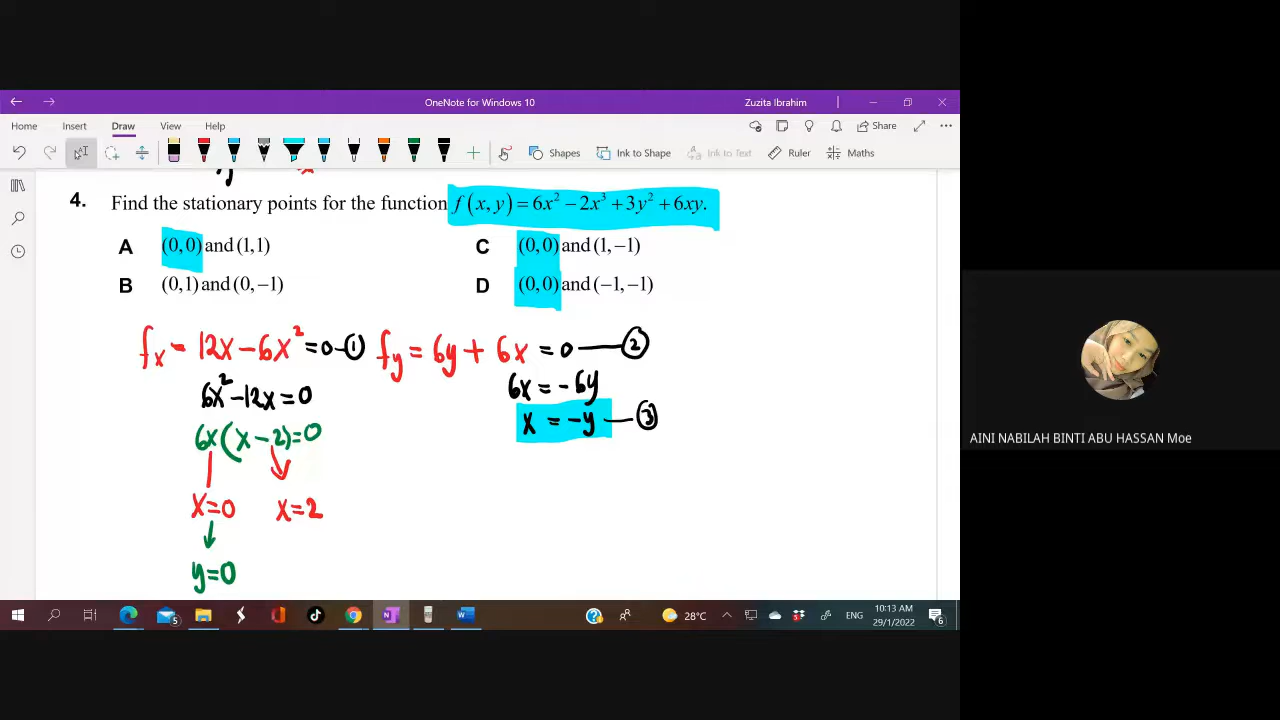 OneNote for Windows 10
Zuzita Ibrahim
Home Insert Draw View Help
Share
Shapes Ink to Shape Ink to Text Ruler Maths
4. Find the stationary points for the function f(x, y) = 6x² − 2x³ + 3y² + 6xy.
A (0,0) and (1,1)
C (0,0) and (1,−1)
B (0,1) and (0,−1)
D (0,0) and (−1,−1)
fx = 12x − 6x² = 0 — ①
fy = 6y + 6x = 0 — ②
6x² − 12x = 0
6x = −6y
6x(x − 2) = 0
x = −y — ③
x = 0 x = 2
y = 0
AINI NABILAH BINTI ABU HASSAN Moe
5
28°C
ENG
10:13 AM
29/1/2022
6